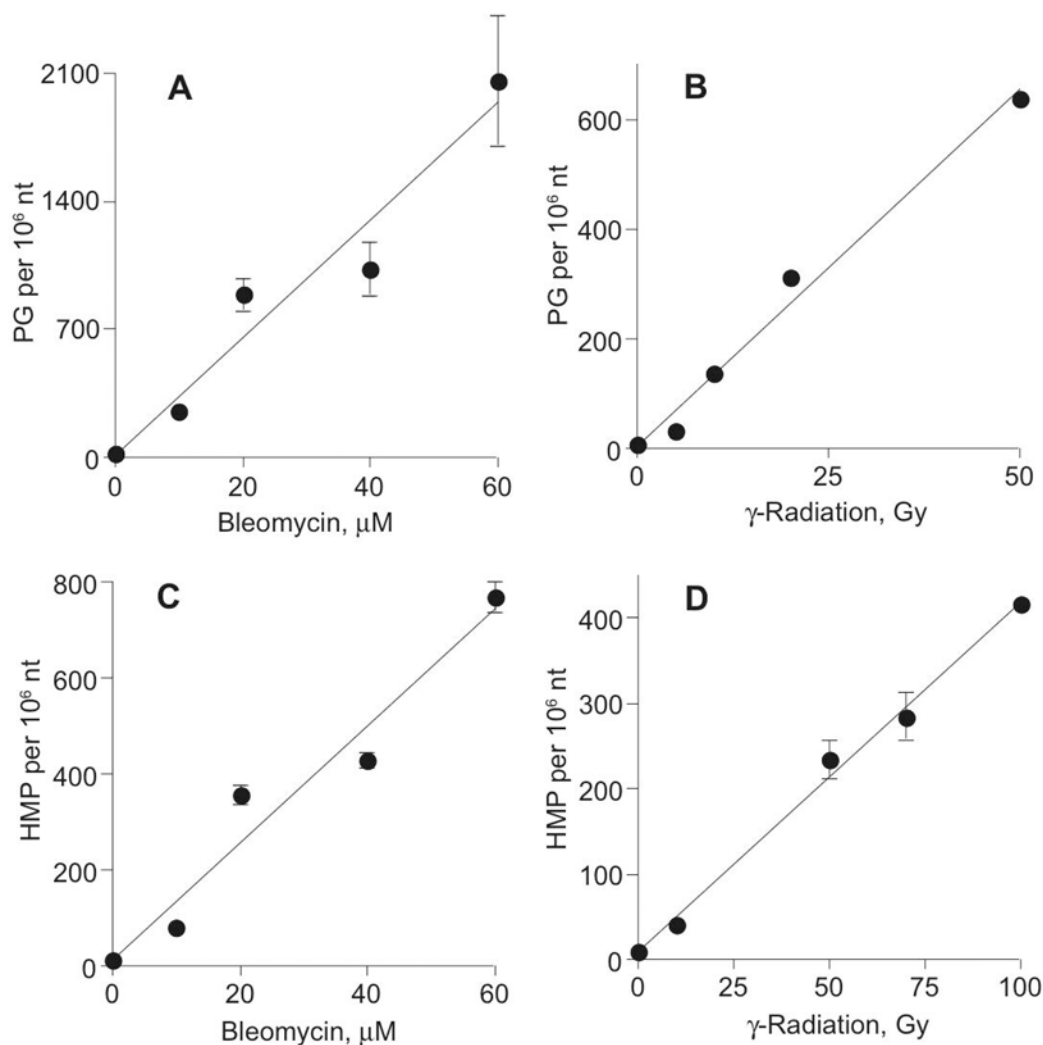 A
PG per 10⁶ nt
2100
1400
700
0
0 20 40 60
Bleomycin, μM
B
PG per 10⁶ nt
600
400
200
0
0 25 50
γ-Radiation, Gy
C
HMP per 10⁶ nt
800
600
400
200
0
0 20 40 60
Bleomycin, μM
D
HMP per 10⁶ nt
400
300
200
100
0
0 25 50 75 100
γ-Radiation, Gy